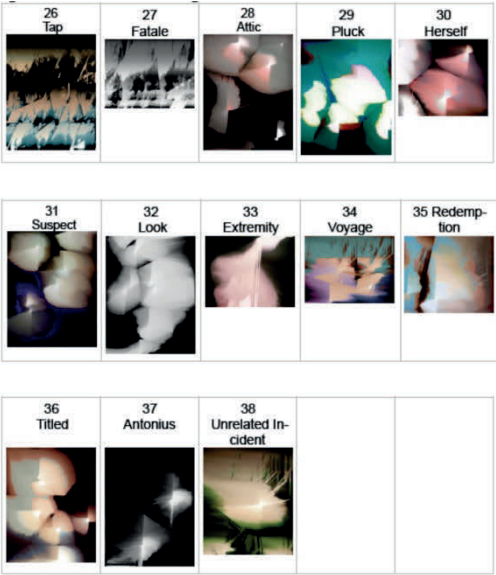 26
Tap
27
Fatale
28
Attic
29
Pluck
30
Herself
31
Suspect
32
Look
33
Extremity
34
Voyage
35 Redemp-
tion
36
Titled
37
Antonius
38
Unrelated In-
cident